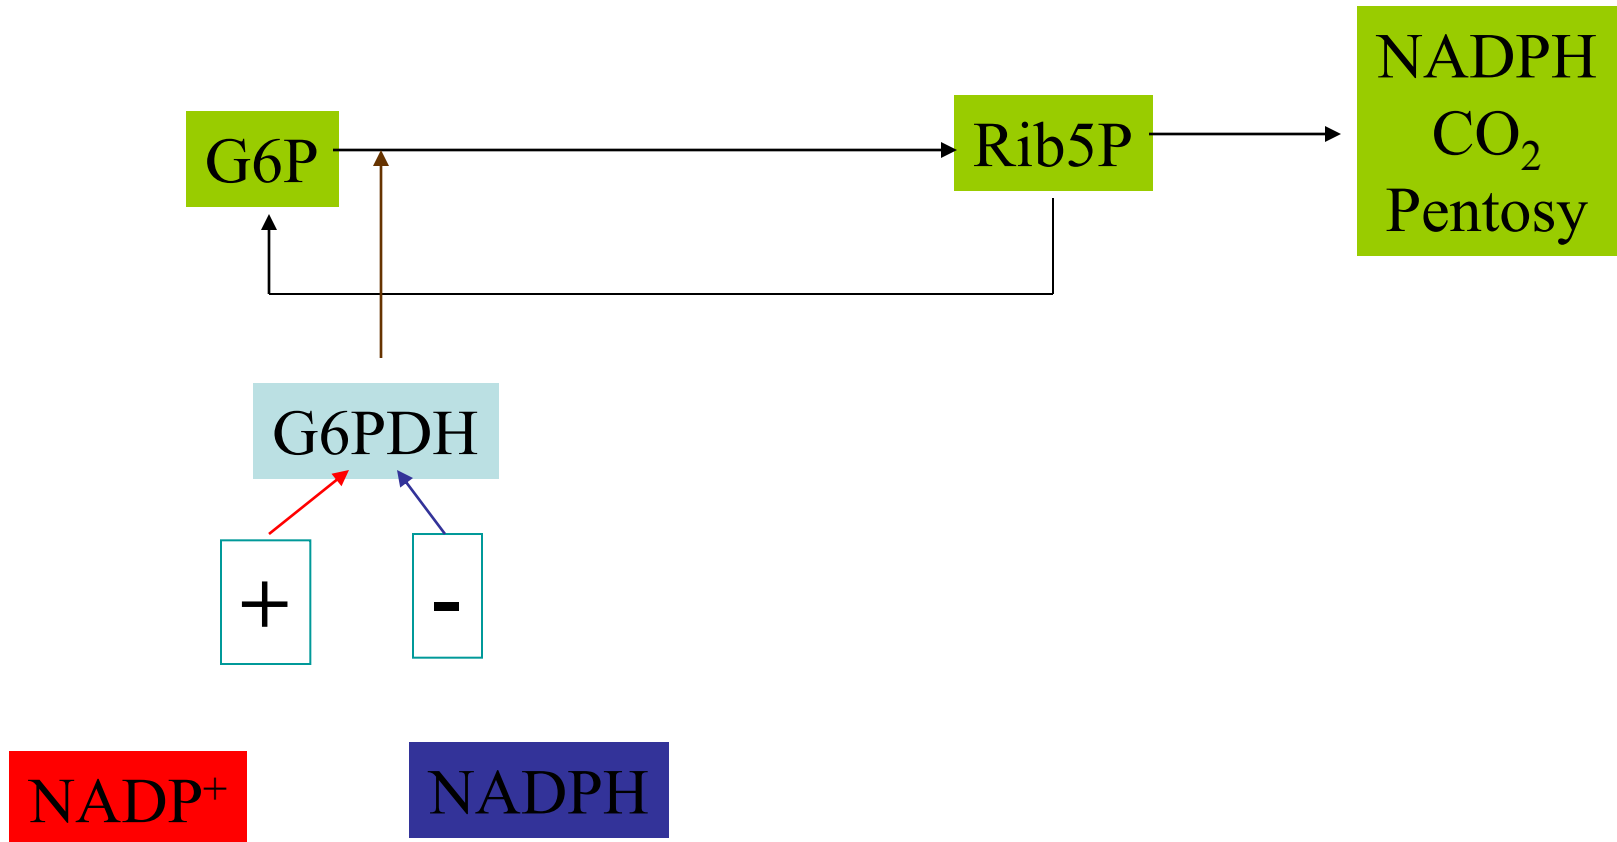 NADPH
CO₂
Pentosy
G6P
Rib5P
G6PDH
+
-
NADP⁺
NADPH